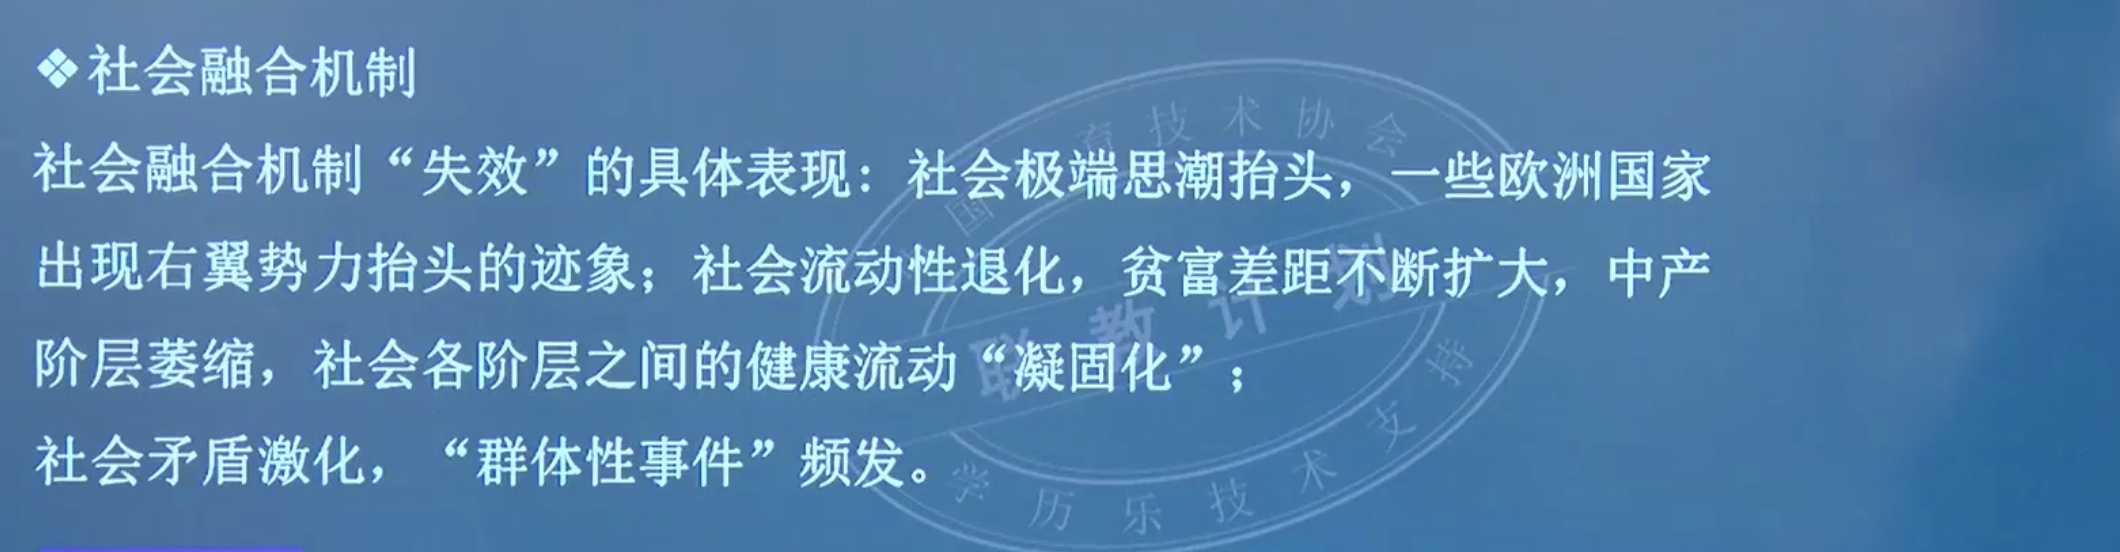 ❖社会融合机制
社会融合机制“失效”的具体表现：社会极端思潮抬头，一些欧洲国家
出现右翼势力抬头的迹象；社会流动性退化，贫富差距不断扩大，中产
阶层萎缩，社会各阶层之间的健康流动“凝固化”；
社会矛盾激化，“群体性事件”频发。
国 育技术协会
联教计划
学历乐技术支持